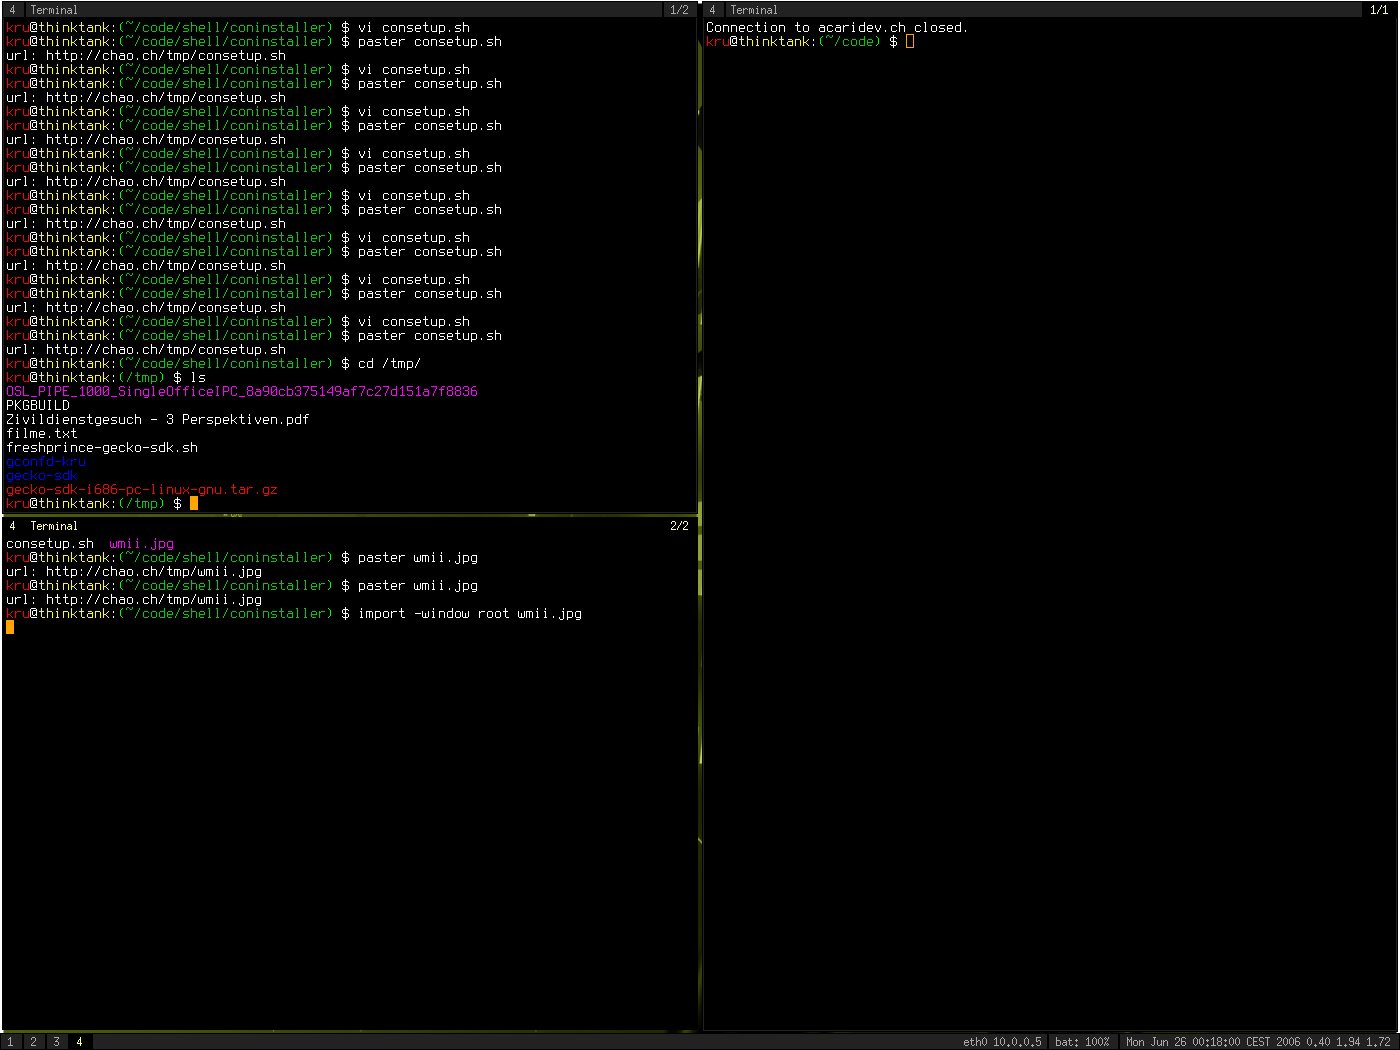 4 Terminal 1/2
kru@thinktank:(~/code/shell/coninstaller) $ vi consetup.sh
kru@thinktank:(~/code/shell/coninstaller) $ paster consetup.sh
url: http://chao.ch/tmp/consetup.sh
kru@thinktank:(~/code/shell/coninstaller) $ vi consetup.sh
kru@thinktank:(~/code/shell/coninstaller) $ paster consetup.sh
url: http://chao.ch/tmp/consetup.sh
kru@thinktank:(~/code/shell/coninstaller) $ vi consetup.sh
kru@thinktank:(~/code/shell/coninstaller) $ paster consetup.sh
url: http://chao.ch/tmp/consetup.sh
kru@thinktank:(~/code/shell/coninstaller) $ vi consetup.sh
kru@thinktank:(~/code/shell/coninstaller) $ paster consetup.sh
url: http://chao.ch/tmp/consetup.sh
kru@thinktank:(~/code/shell/coninstaller) $ vi consetup.sh
kru@thinktank:(~/code/shell/coninstaller) $ paster consetup.sh
url: http://chao.ch/tmp/consetup.sh
kru@thinktank:(~/code/shell/coninstaller) $ vi consetup.sh
kru@thinktank:(~/code/shell/coninstaller) $ paster consetup.sh
url: http://chao.ch/tmp/consetup.sh
kru@thinktank:(~/code/shell/coninstaller) $ vi consetup.sh
kru@thinktank:(~/code/shell/coninstaller) $ paster consetup.sh
url: http://chao.ch/tmp/consetup.sh
kru@thinktank:(~/code/shell/coninstaller) $ vi consetup.sh
kru@thinktank:(~/code/shell/coninstaller) $ paster consetup.sh
url: http://chao.ch/tmp/consetup.sh
kru@thinktank:(~/code/shell/coninstaller) $ cd /tmp/
kru@thinktank:(/tmp) $ ls
OSL_PIPE_1000_SingleOfficeIPC_8a90cb375149af7c27d151a7f8836
PKGBUILD
Zivildienstgesuch - 3 Perspektiven.pdf
filme.txt
freshprince-gecko-sdk.sh
gconfd-kru
gecko-sdk
gecko-sdk-i686-pc-linux-gnu.tar.gz
kru@thinktank:(/tmp) $
4 Terminal 2/2
consetup.sh wmii.jpg
kru@thinktank:(~/code/shell/coninstaller) $ paster wmii.jpg
url: http://chao.ch/tmp/wmii.jpg
kru@thinktank:(~/code/shell/coninstaller) $ paster wmii.jpg
url: http://chao.ch/tmp/wmii.jpg
kru@thinktank:(~/code/shell/coninstaller) $ import -window root wmii.jpg
4 Terminal 1/1
Connection to acaridev.ch closed.
kru@thinktank:(~/code) $
1 2 3 4 eth0 10.0.0.5 bat: 100% Mon Jun 26 00:18:00 CEST 2006 0.40 1.94 1.72